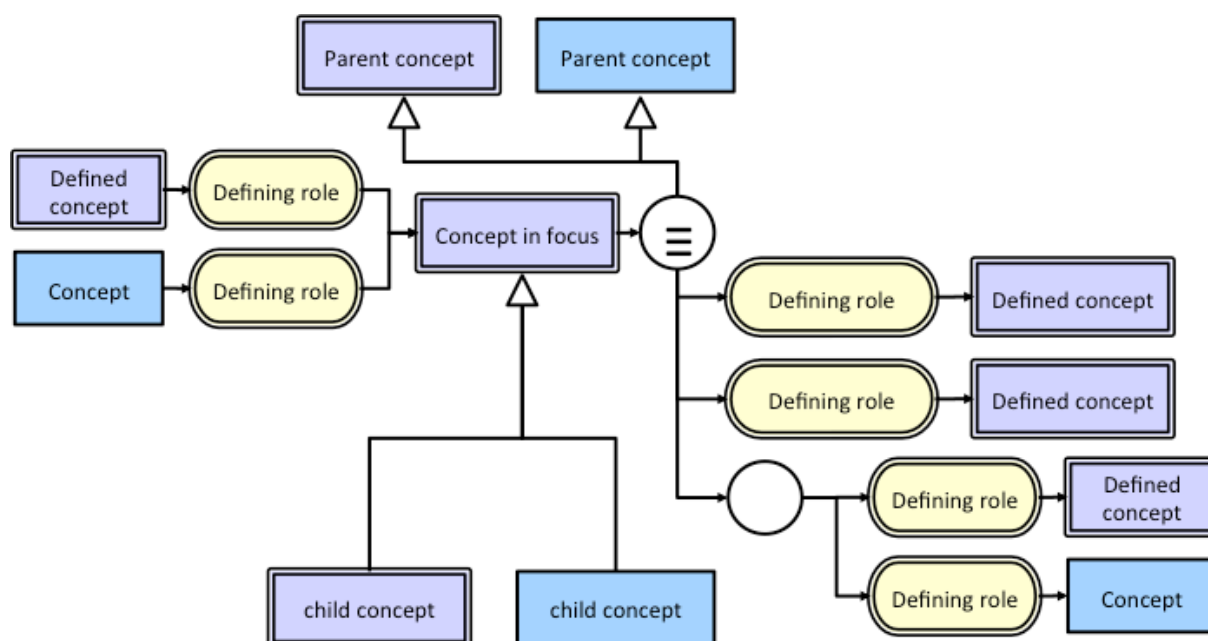 Parent concept
Parent concept
Defined
concept
Defining role
Concept in focus
Concept
Defining role
Defining role
Defined concept
Defining role
Defined concept
Defining role
Defined
concept
child concept
child concept
Defining role
Concept